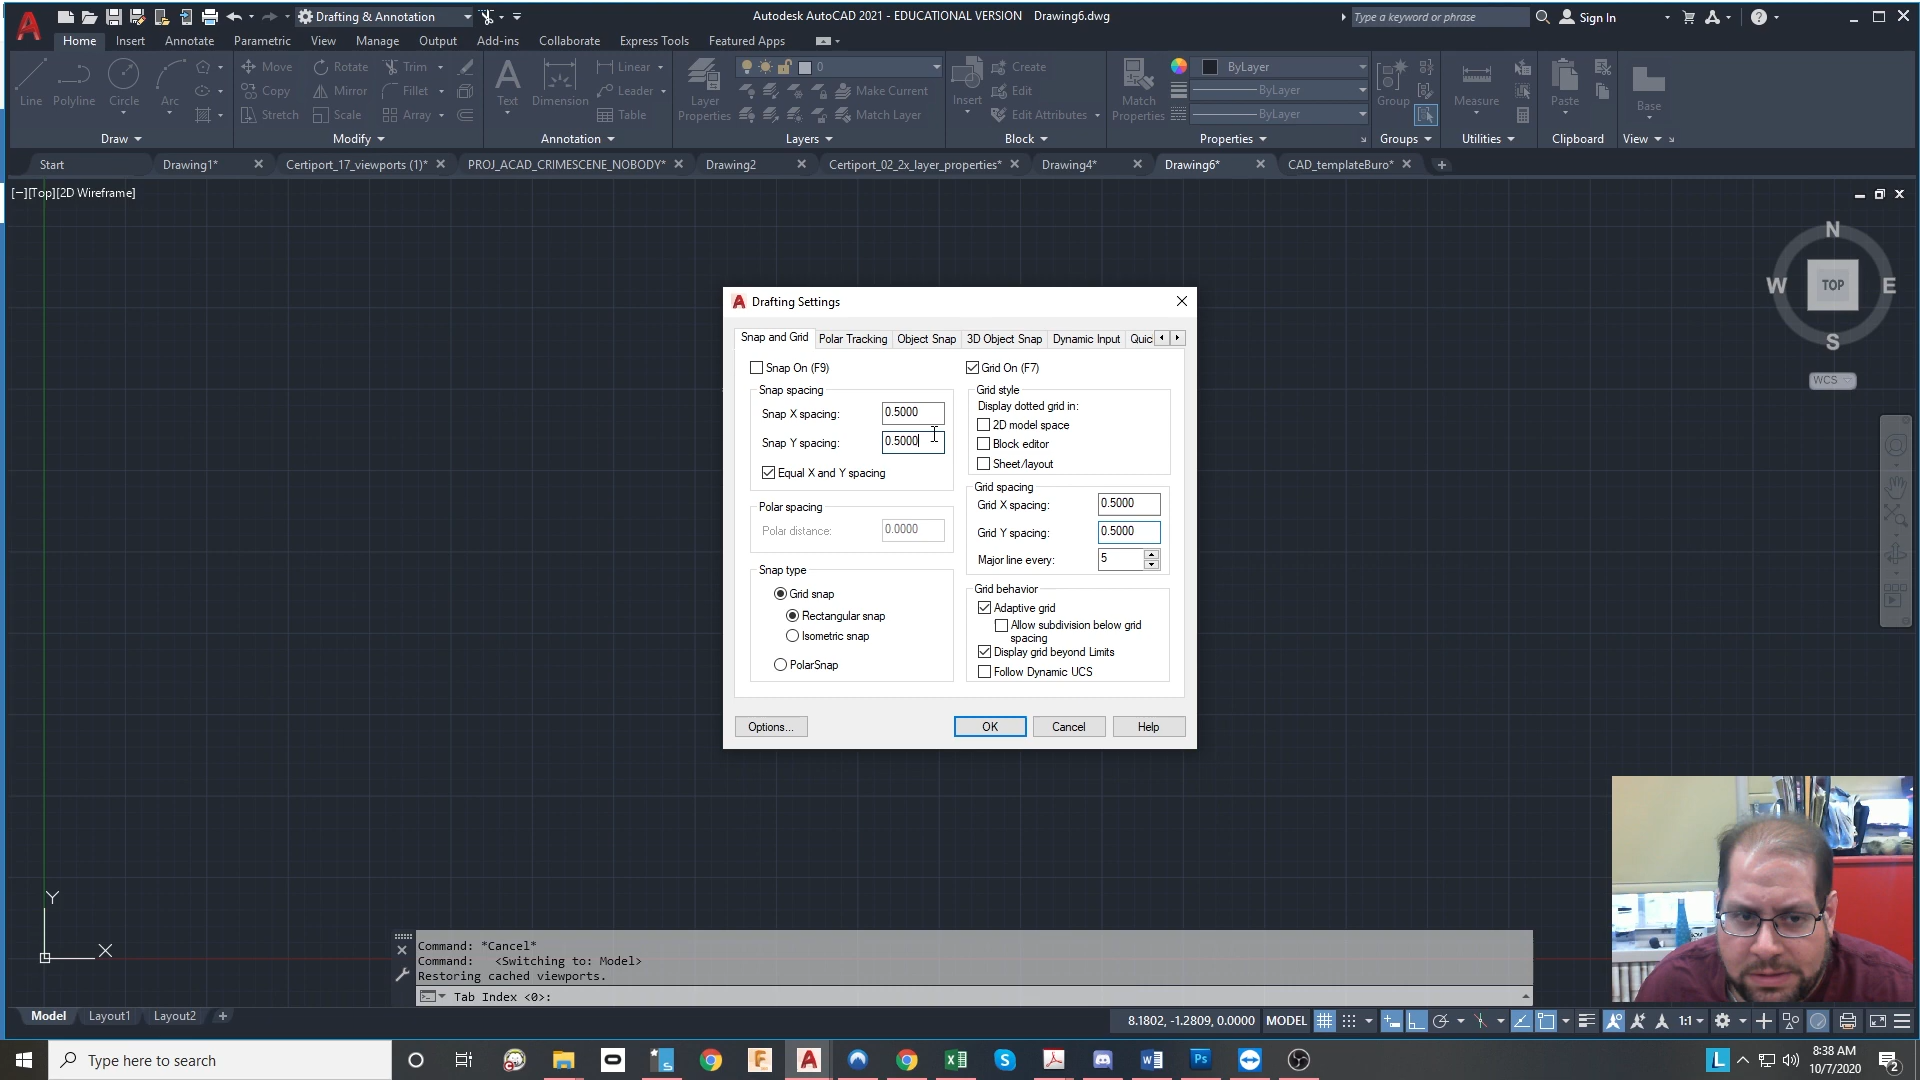 Drafting & Annotation
Autodesk AutoCAD 2021 - EDUCATIONAL VERSION Drawing6.dwg
Type a keyword or phrase
Sign In
Home Insert Annotate Parametric View Manage Output Add-ins Collaborate Express Tools Featured Apps
Line Polyline Circle Arc
Move Rotate Trim
Copy Mirror Fillet
Stretch Scale Array
Text Dimension
Linear
Leader
Table
Layer Properties
0
Make Current
Match Layer
Insert
Create
Edit
Edit Attributes
Match Properties
ByLayer
ByLayer
ByLayer
Group
Measure
Paste
Base
Draw Modify Annotation Layers Block Properties Groups Utilities Clipboard View
Start Drawing1* Certiport_17_viewports (1)* PROJ_ACAD_CRIMESCENE_NOBODY* Drawing2 Certiport_02_2x_layer_properties* Drawing4* Drawing6* CAD_templateBuro*
[−][Top][2D Wireframe]
N
W TOP E
S
WCS
Drafting Settings
Snap and Grid Polar Tracking Object Snap 3D Object Snap Dynamic Input Quic
Snap On (F9)
Snap spacing
Snap X spacing: 0.5000
Snap Y spacing: 0.5000
Equal X and Y spacing
Polar spacing
Polar distance: 0.0000
Snap type
Grid snap
Rectangular snap
Isometric snap
PolarSnap
Grid On (F7)
Grid style
Display dotted grid in:
2D model space
Block editor
Sheet/layout
Grid spacing
Grid X spacing: 0.5000
Grid Y spacing: 0.5000
Major line every: 5
Grid behavior
Adaptive grid
Allow subdivision below grid
spacing
Display grid beyond Limits
Follow Dynamic UCS
Options... OK Cancel Help
Y
X
Command: *Cancel*
Command: <Switching to: Model>
Restoring cached viewports.
Tab Index <0>:
Model Layout1 Layout2
8.1802, -1.2809, 0.0000 MODEL 1:1
Type here to search
8:38 AM
10/7/2020
2